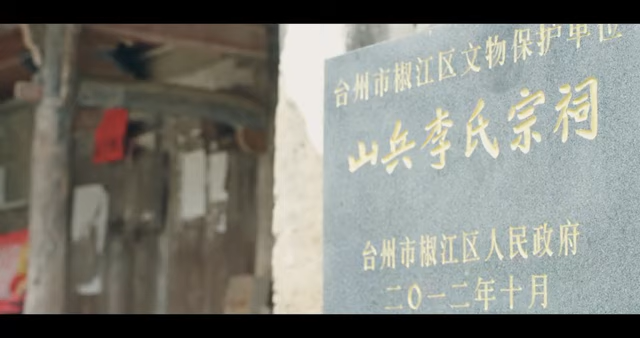 台州市椒江区文物保护单位
山兵李氏宗祠
台州市椒江区人民政府
二〇一二年十月